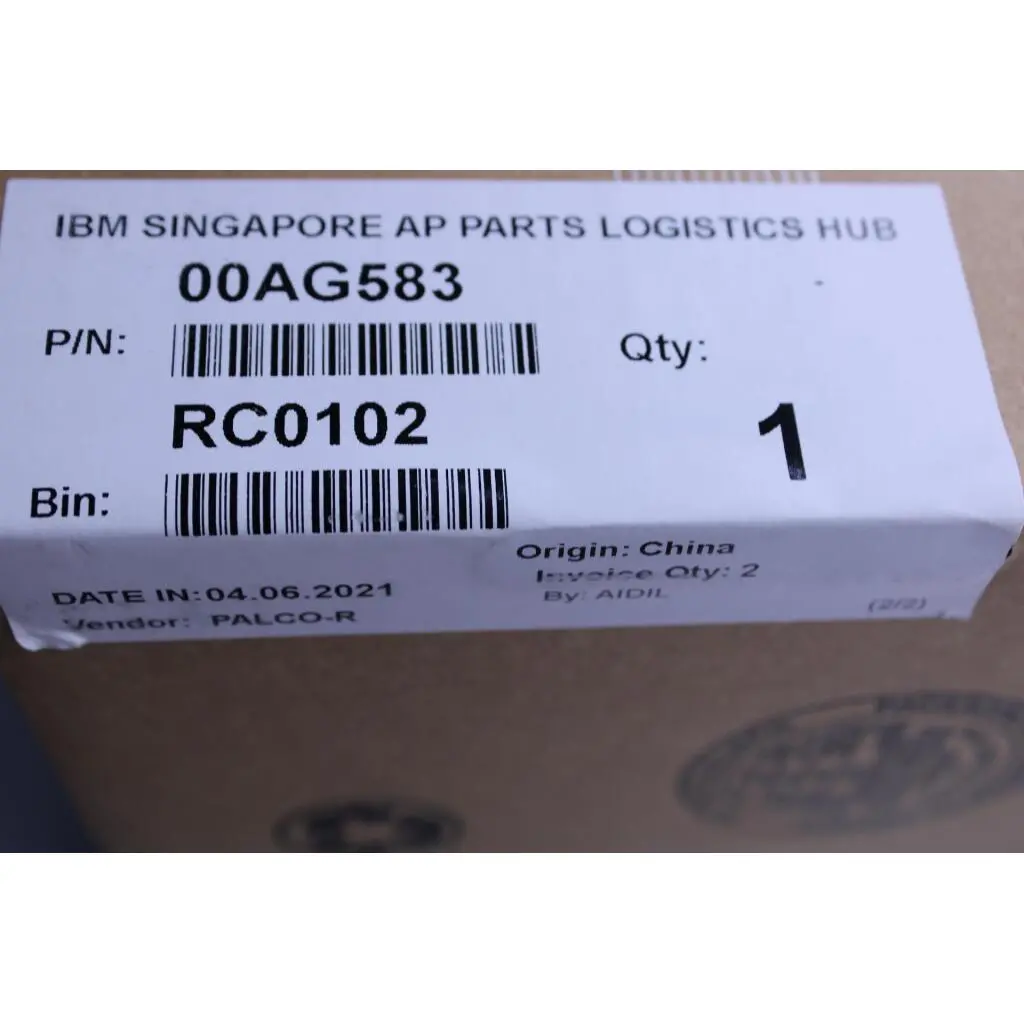 IBM SINGAPORE AP PARTS LOGISTICS HUB
00AG583
P/N:
Qty:
RC0102
1
Bin:
Origin: China
Invoice Qty: 2
DATE IN:04.06.2021
By: AIDIL
Vendor: PALCO-R
(2/2)